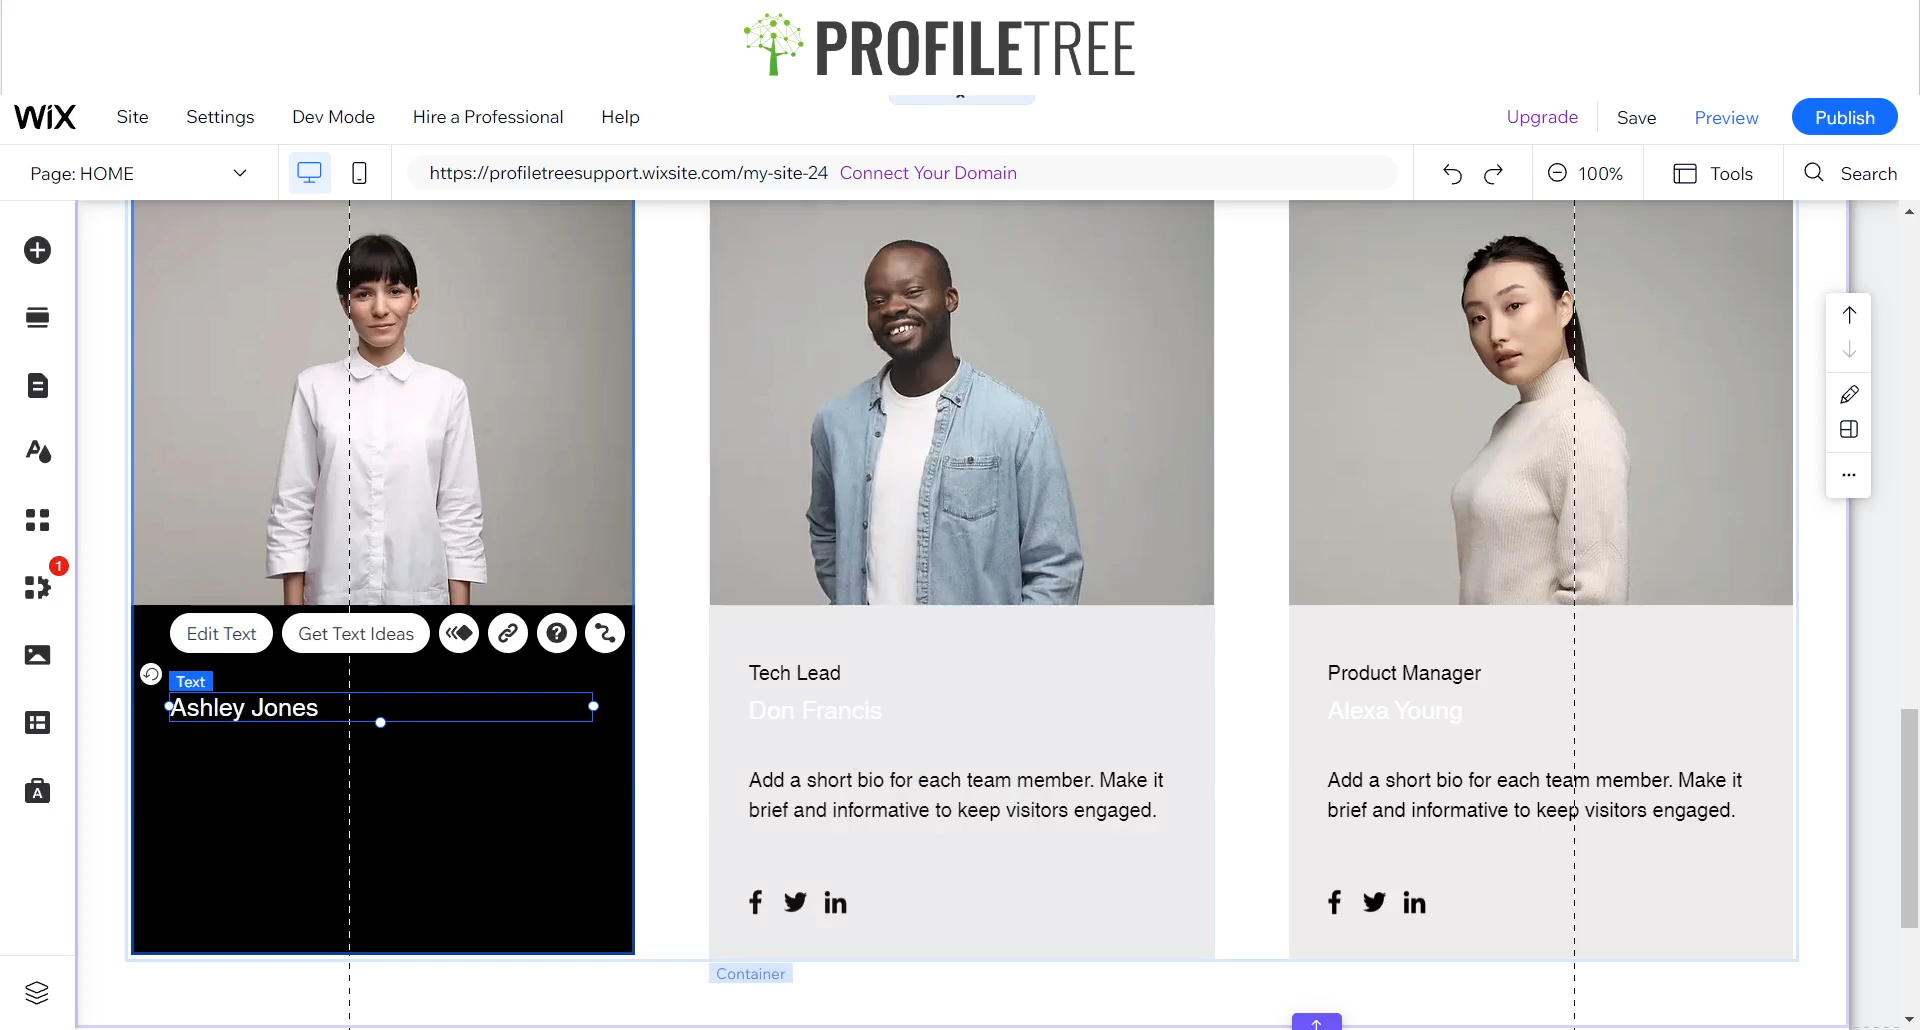 PROFILETREE
WiX Site Settings Dev Mode Hire a Professional Help Upgrade Save Preview Publish
Page: HOME https://profiletreesupport.wixsite.com/my-site-24 Connect Your Domain 100% Tools Search
1
Edit Text Get Text Ideas
Text
Ashley Jones
Tech Lead
Don Francis
Add a short bio for each team member. Make it
brief and informative to keep visitors engaged.
Product Manager
Alexa Young
Add a short bio for each team member. Make it
brief and informative to keep visitors engaged.
Container